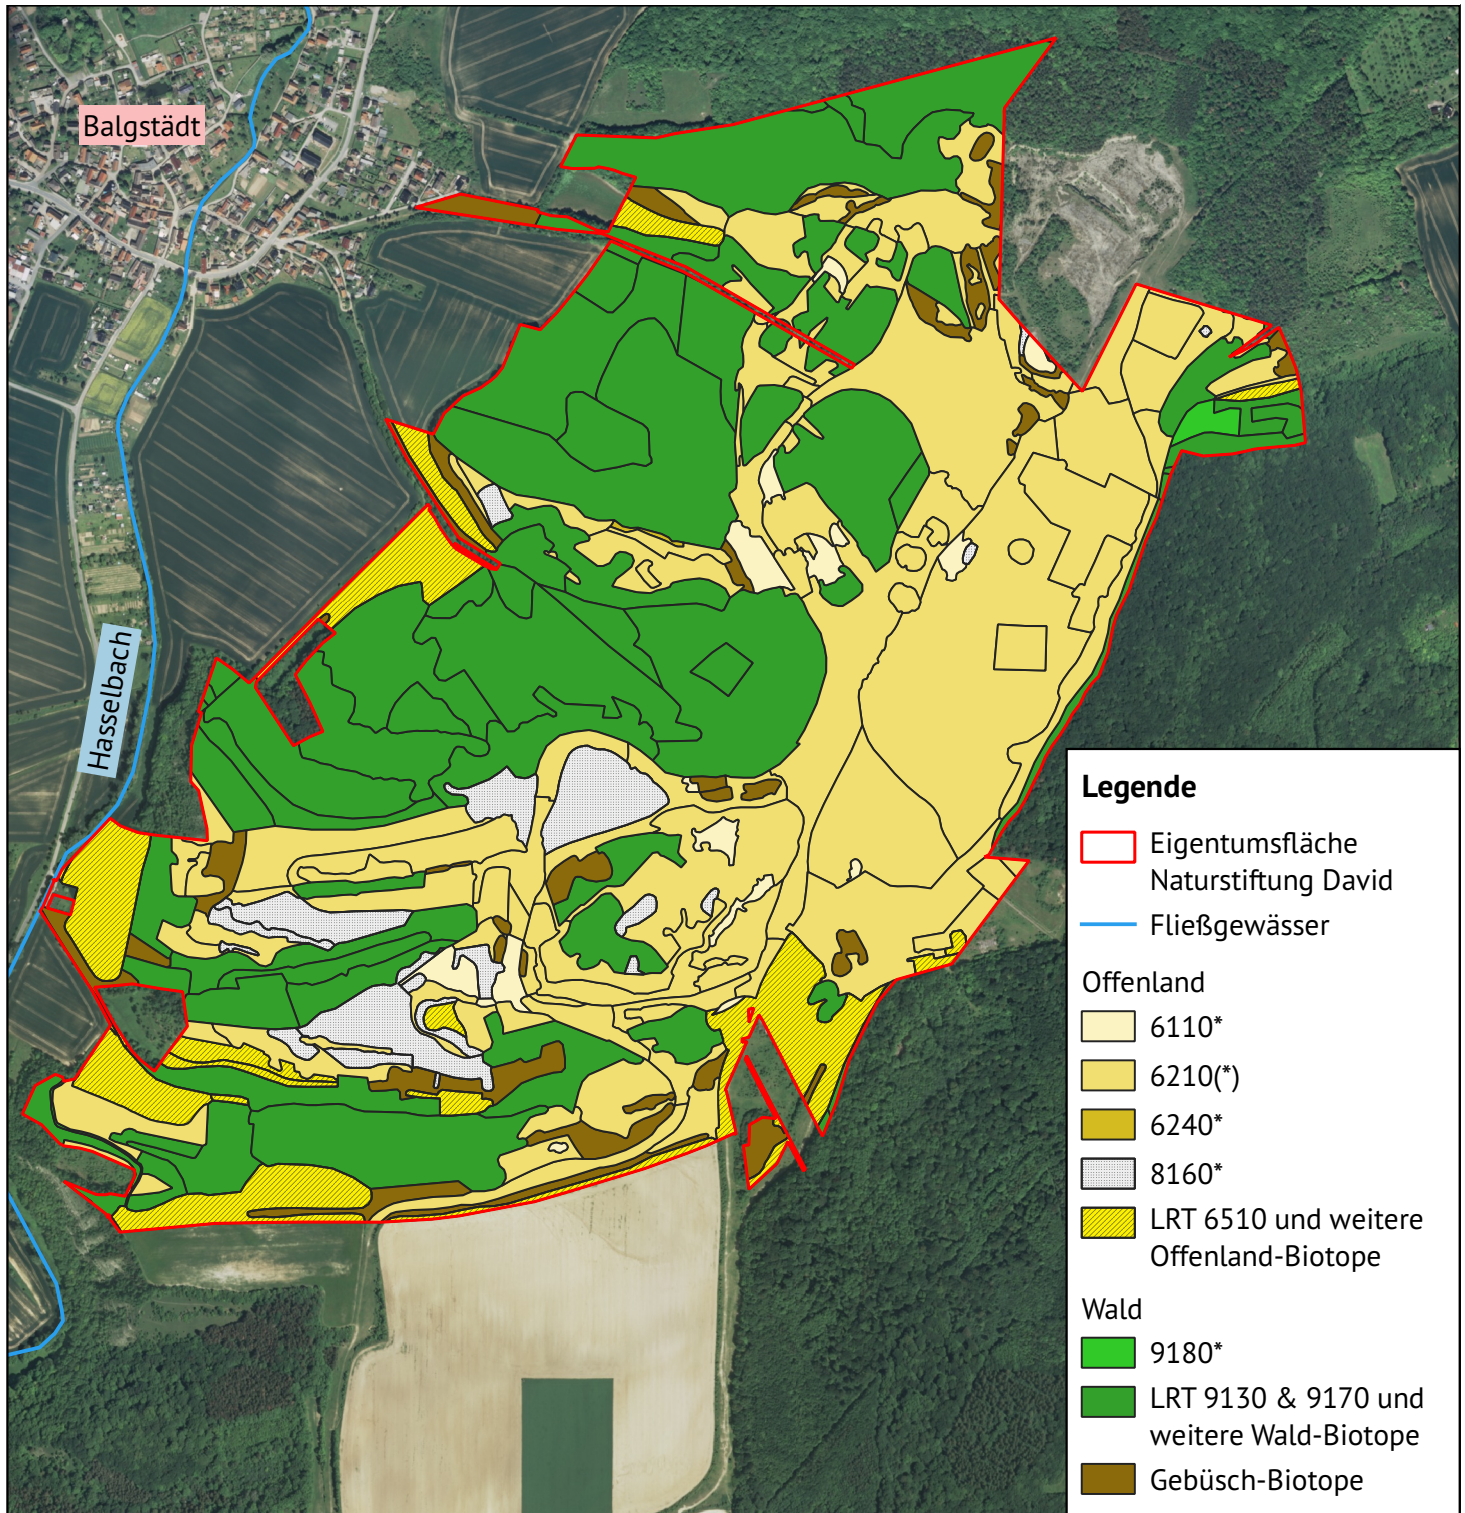 Balgstädt
Hasselbach
Legende
Eigentumsfläche
Naturstiftung David
Fließgewässer
Offenland
6110*
6210(*)
6240*
8160*
LRT 6510 und weitere
Offenland-Biotope
Wald
9180*
LRT 9130 & 9170 und
weitere Wald-Biotope
Gebüsch-Biotope